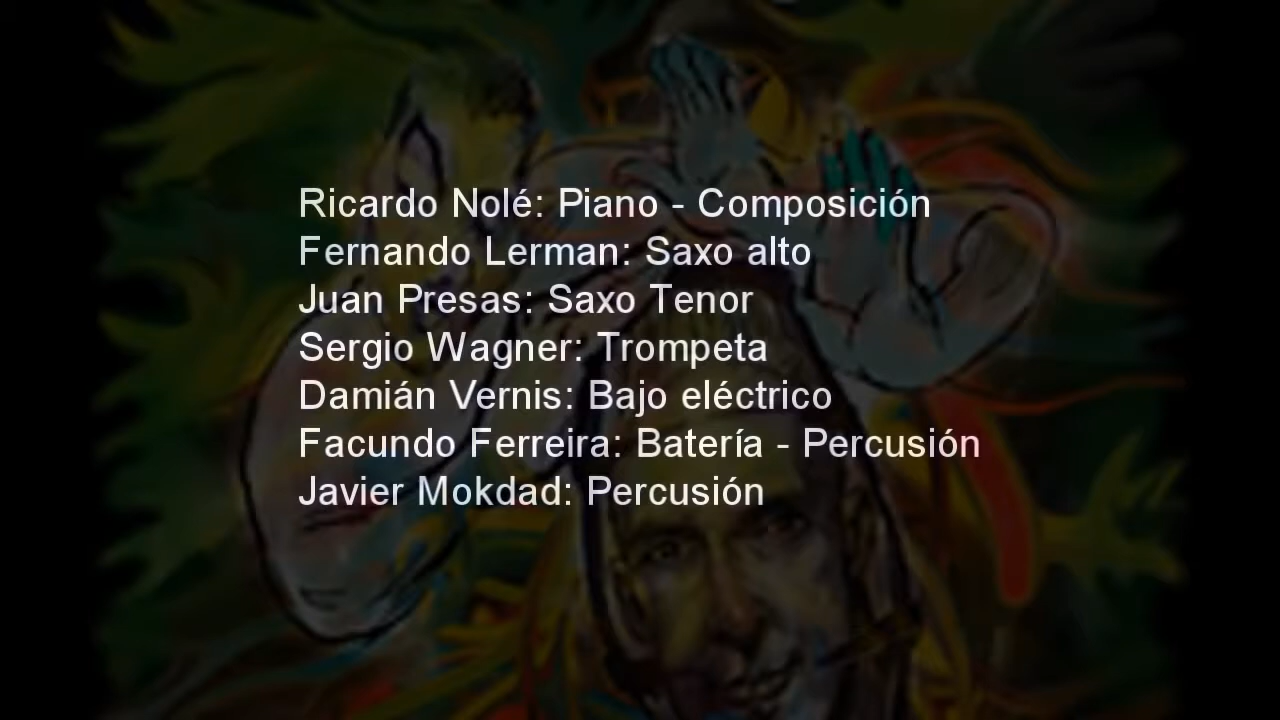 Ricardo Nolé: Piano - Composición
Fernando Lerman: Saxo alto
Juan Presas: Saxo Tenor
Sergio Wagner: Trompeta
Damián Vernis: Bajo eléctrico
Facundo Ferreira: Batería - Percusión
Javier Mokdad: Percusión